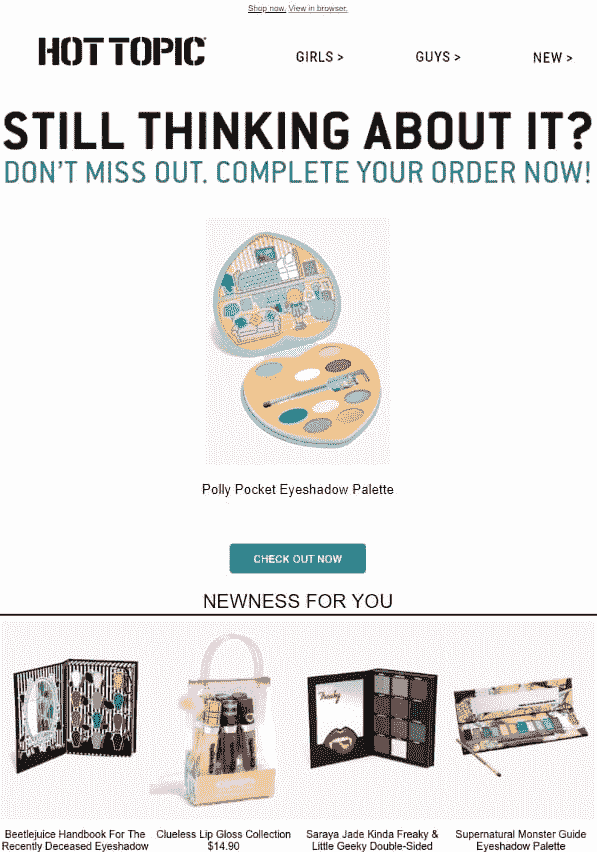 Shop now. View in browser.
HOT TOPIC
GIRLS > GUYS > NEW >
STILL THINKING ABOUT IT?
DON'T MISS OUT. COMPLETE YOUR ORDER NOW!
Polly Pocket Eyeshadow Palette
CHECK OUT NOW
NEWNESS FOR YOU
Freaky
Beetlejuice Handbook For The
Recently Deceased Eyeshadow
Clueless Lip Gloss Collection
$14.90
Saraya Jade Kinda Freaky &
Little Geeky Double-Sided
Supernatural Monster Guide
Eyeshadow Palette